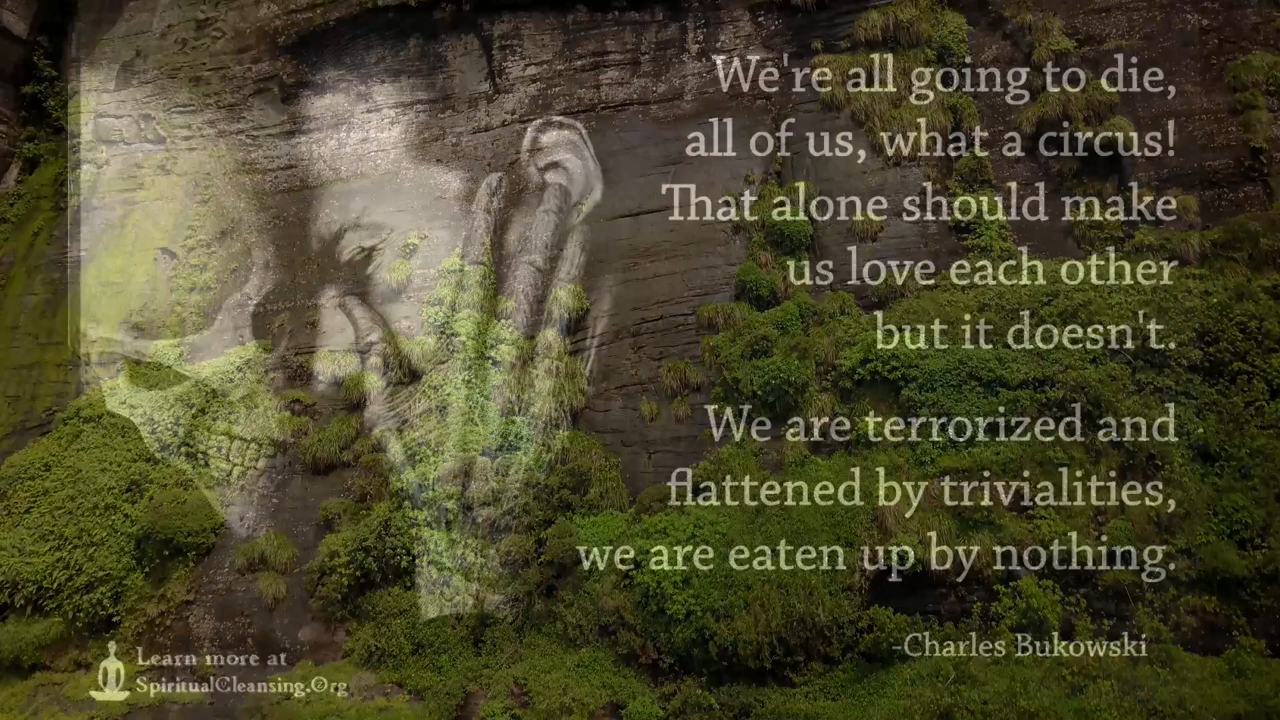 We're all going to die,
all of us, what a circus!
That alone should make
us love each other
but it doesn't.
We are terrorized and
flattened by trivialities,
we are eaten up by nothing.
-Charles Bukowski
Learn more at
SpiritualCleansing.Org